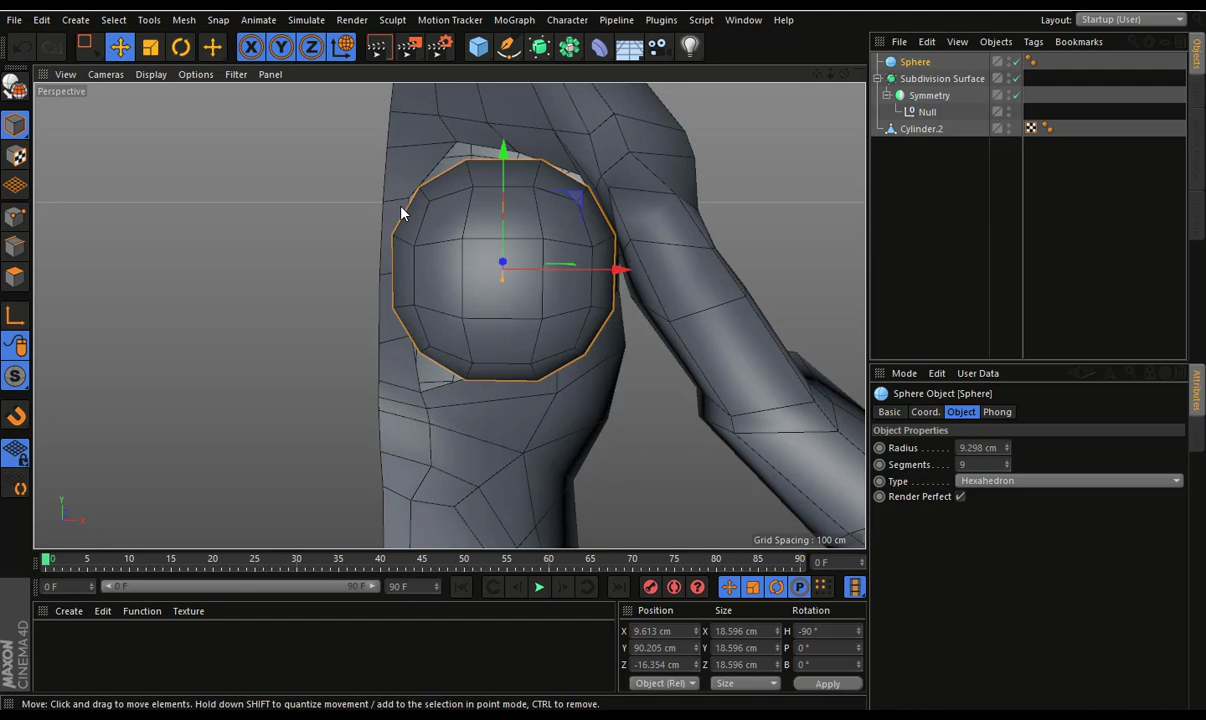 File Edit Create Select Tools Mesh Snap Animate Simulate Render Sculpt Motion Tracker MoGraph Character Pipeline Plugins Script Window Help Layout: Startup (User)
X Y Z
File Edit View Objects Tags Bookmarks
View Cameras Display Options Filter Panel
Perspective
Sphere
Subdivision Surface
Symmetry
Null
Cylinder.2
Objects
Mode Edit User Data
Sphere Object [Sphere]
Basic Coord. Object Phong
Object Properties
Radius . . . . . . 9.298 cm
Segments. . . . 9
Type . . . . . . . . Hexahedron
Render Perfect
Attributes
Y
X
Grid Spacing : 100 cm
0 5 10 15 20 25 30 35 40 45 50 55 60 65 70 75 80 85 90 0 F
0 F 0 F 90 F 90 F
Create Edit Function Texture
Position Size Rotation
X 9.613 cm X 18.596 cm H -90 °
Y 90.205 cm Y 18.596 cm P 0 °
Z -16.354 cm Z 18.596 cm B 0 °
Object (Rel) Size Apply
MAXON CINEMA 4D
Move: Click and drag to move elements. Hold down SHIFT to quantize movement / add to the selection in point mode, CTRL to remove.